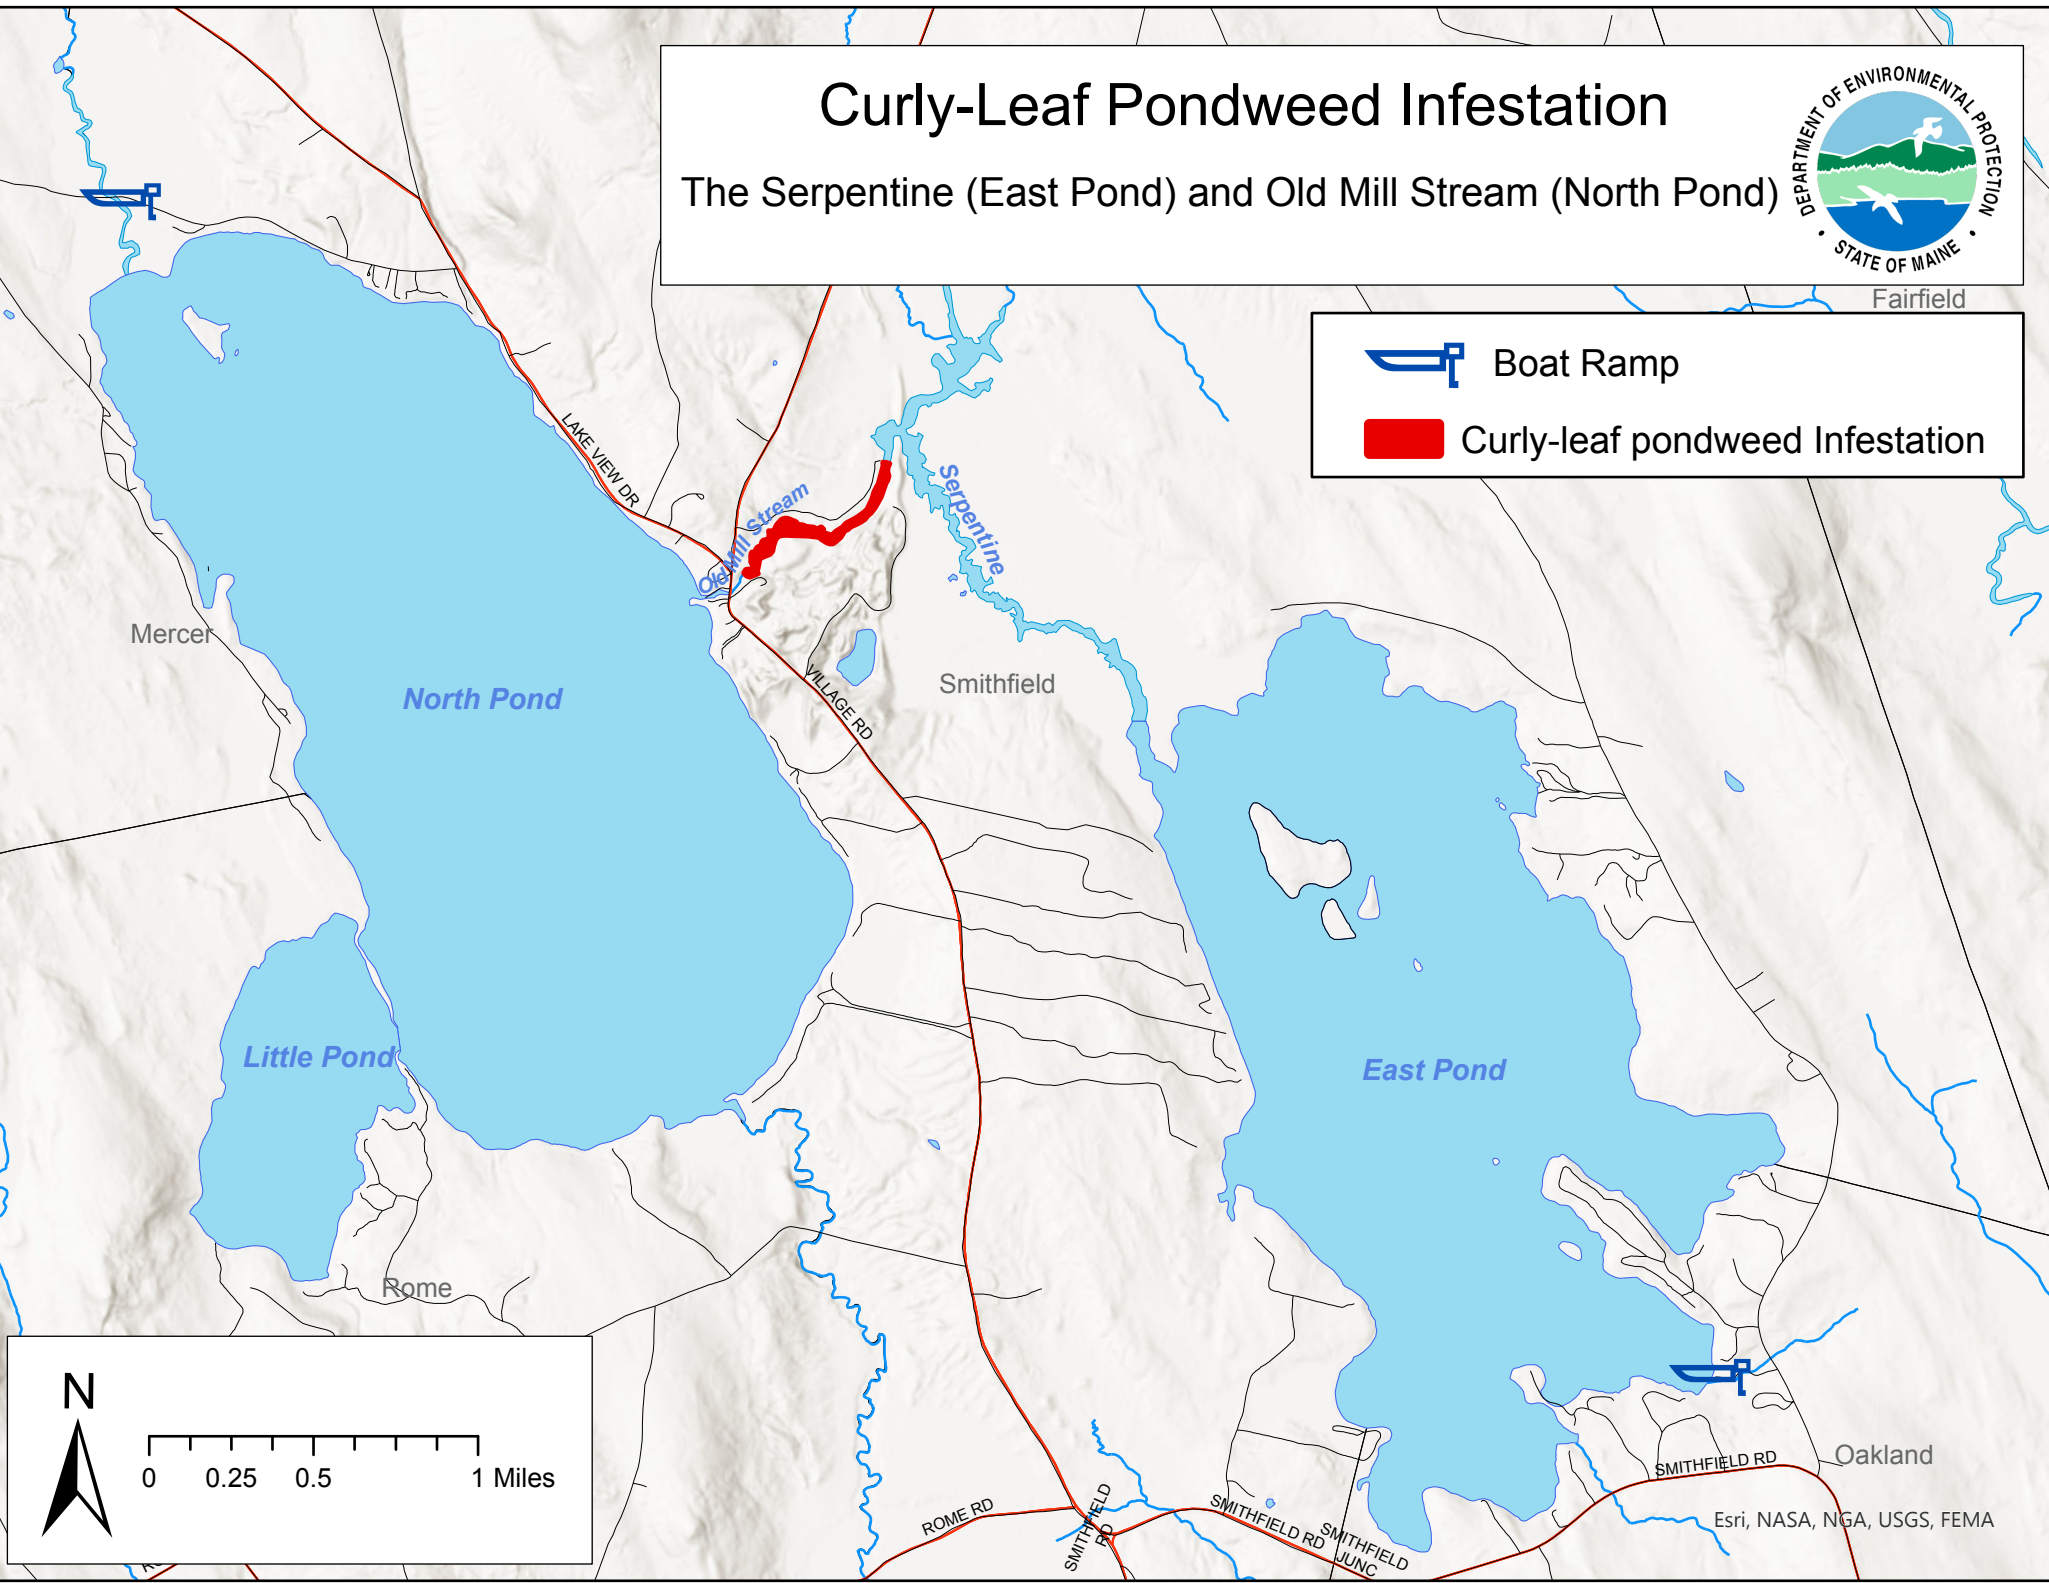 Curly-Leaf Pondweed Infestation
The Serpentine (East Pond) and Old Mill Stream (North Pond)
DEPARTMENT OF ENVIRONMENTAL PROTECTION
• STATE OF MAINE •
Fairfield
Boat Ramp
Curly-leaf pondweed Infestation
LAKE VIEW DR
Old Mill Stream
Serpentine
Mercer
North Pond
Smithfield
VILLAGE RD
Little Pond
East Pond
Rome
N
0 0.25 0.5 1 Miles
ROME RD
SMITHFIELD
RD
SMITHFIELD RD
SMITHFIELD
JUNC
SMITHFIELD RD
Oakland
Esri, NASA, NGA, USGS, FEMA